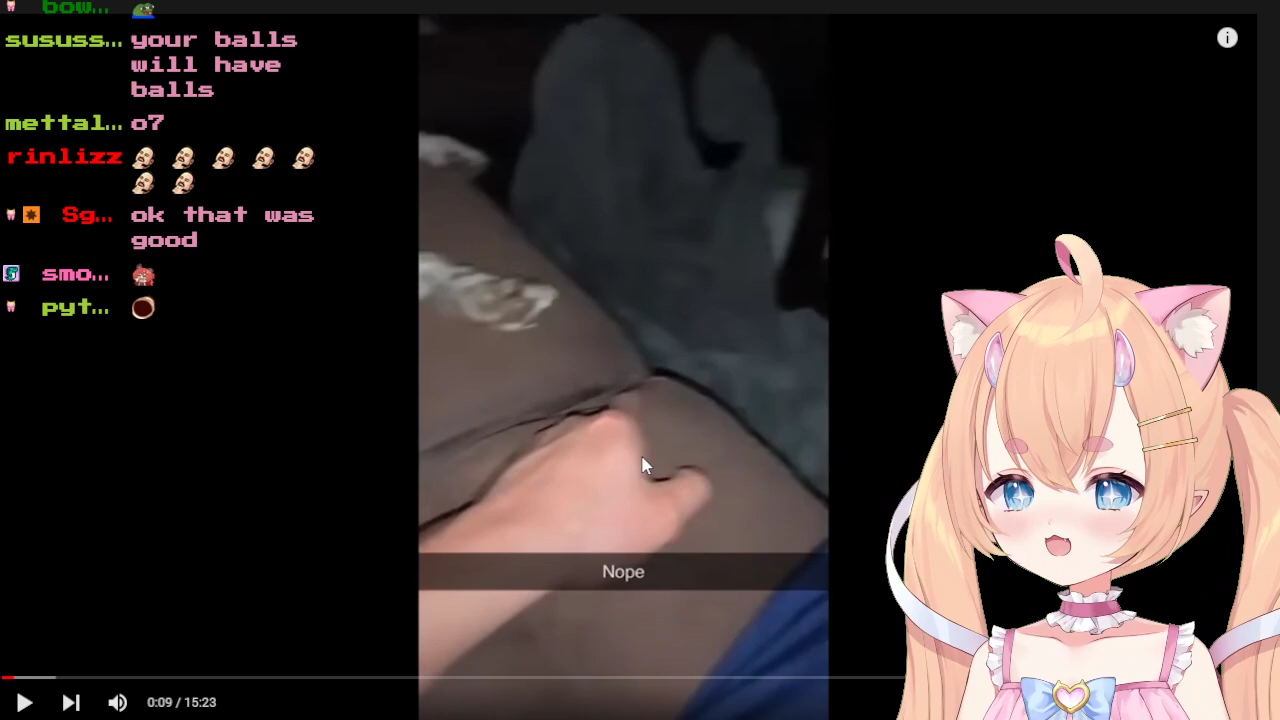 bow...
sususs... your balls
will have
balls
mettal... o7
rinlizz
Sg... ok that was
good
smo...
pyt...
Nope
0:09 / 15:23